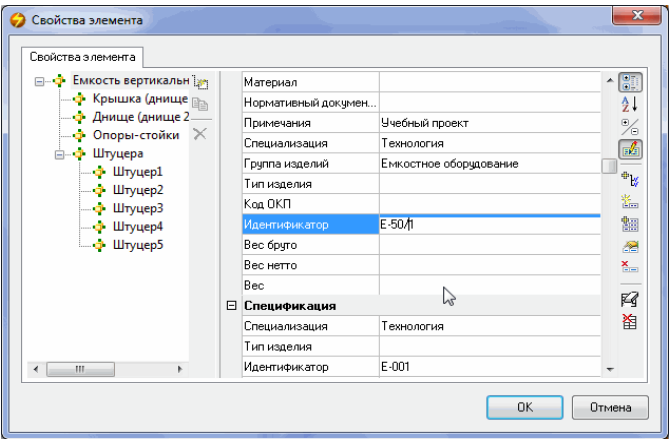 Свойства элемента
Свойства элемента
Емкость вертикальн
Крышка (днище
Днище (днище 2
Опоры-стойки
Штуцера
Штуцер1
Штуцер2
Штуцер3
Штуцер4
Штуцер5
Материал
Нормативный докумен...
Примечания Учебный проект
Специализация Технология
Группа изделий Емкостное оборудование
Тип изделия
Код ОКП
Идентификатор Е-50/1
Вес бруто
Вес нетто
Вес
Спецификация
Специализация Технология
Тип изделия
Идентификатор Е-001
ОК Отмена